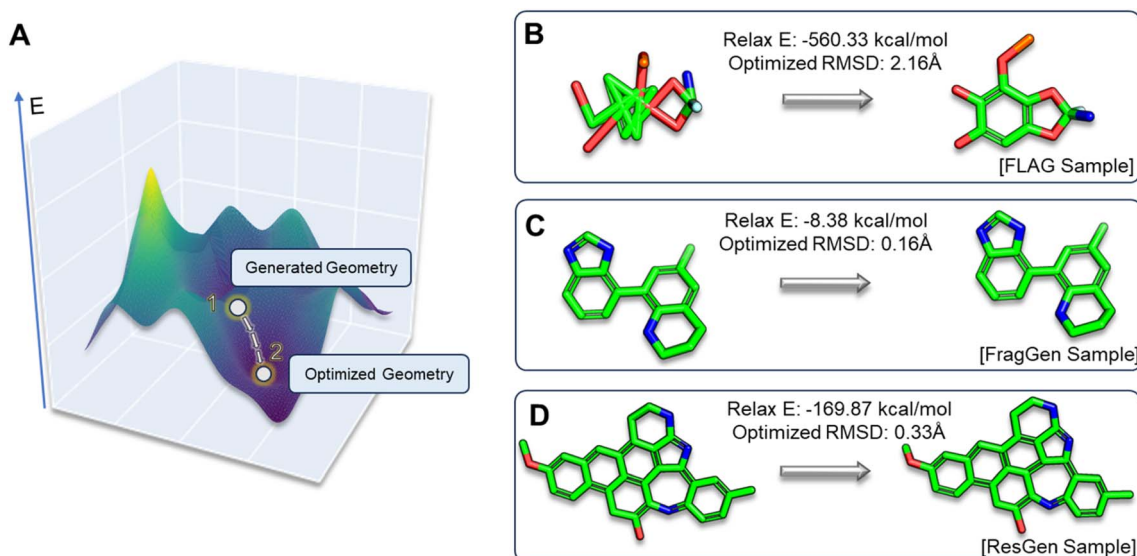 A
E
Generated Geometry
1
2
Optimized Geometry
B
Relax E: -560.33 kcal/mol
Optimized RMSD: 2.16Å
[FLAG Sample]
C
Relax E: -8.38 kcal/mol
Optimized RMSD: 0.16Å
[FragGen Sample]
D
Relax E: -169.87 kcal/mol
Optimized RMSD: 0.33Å
[ResGen Sample]